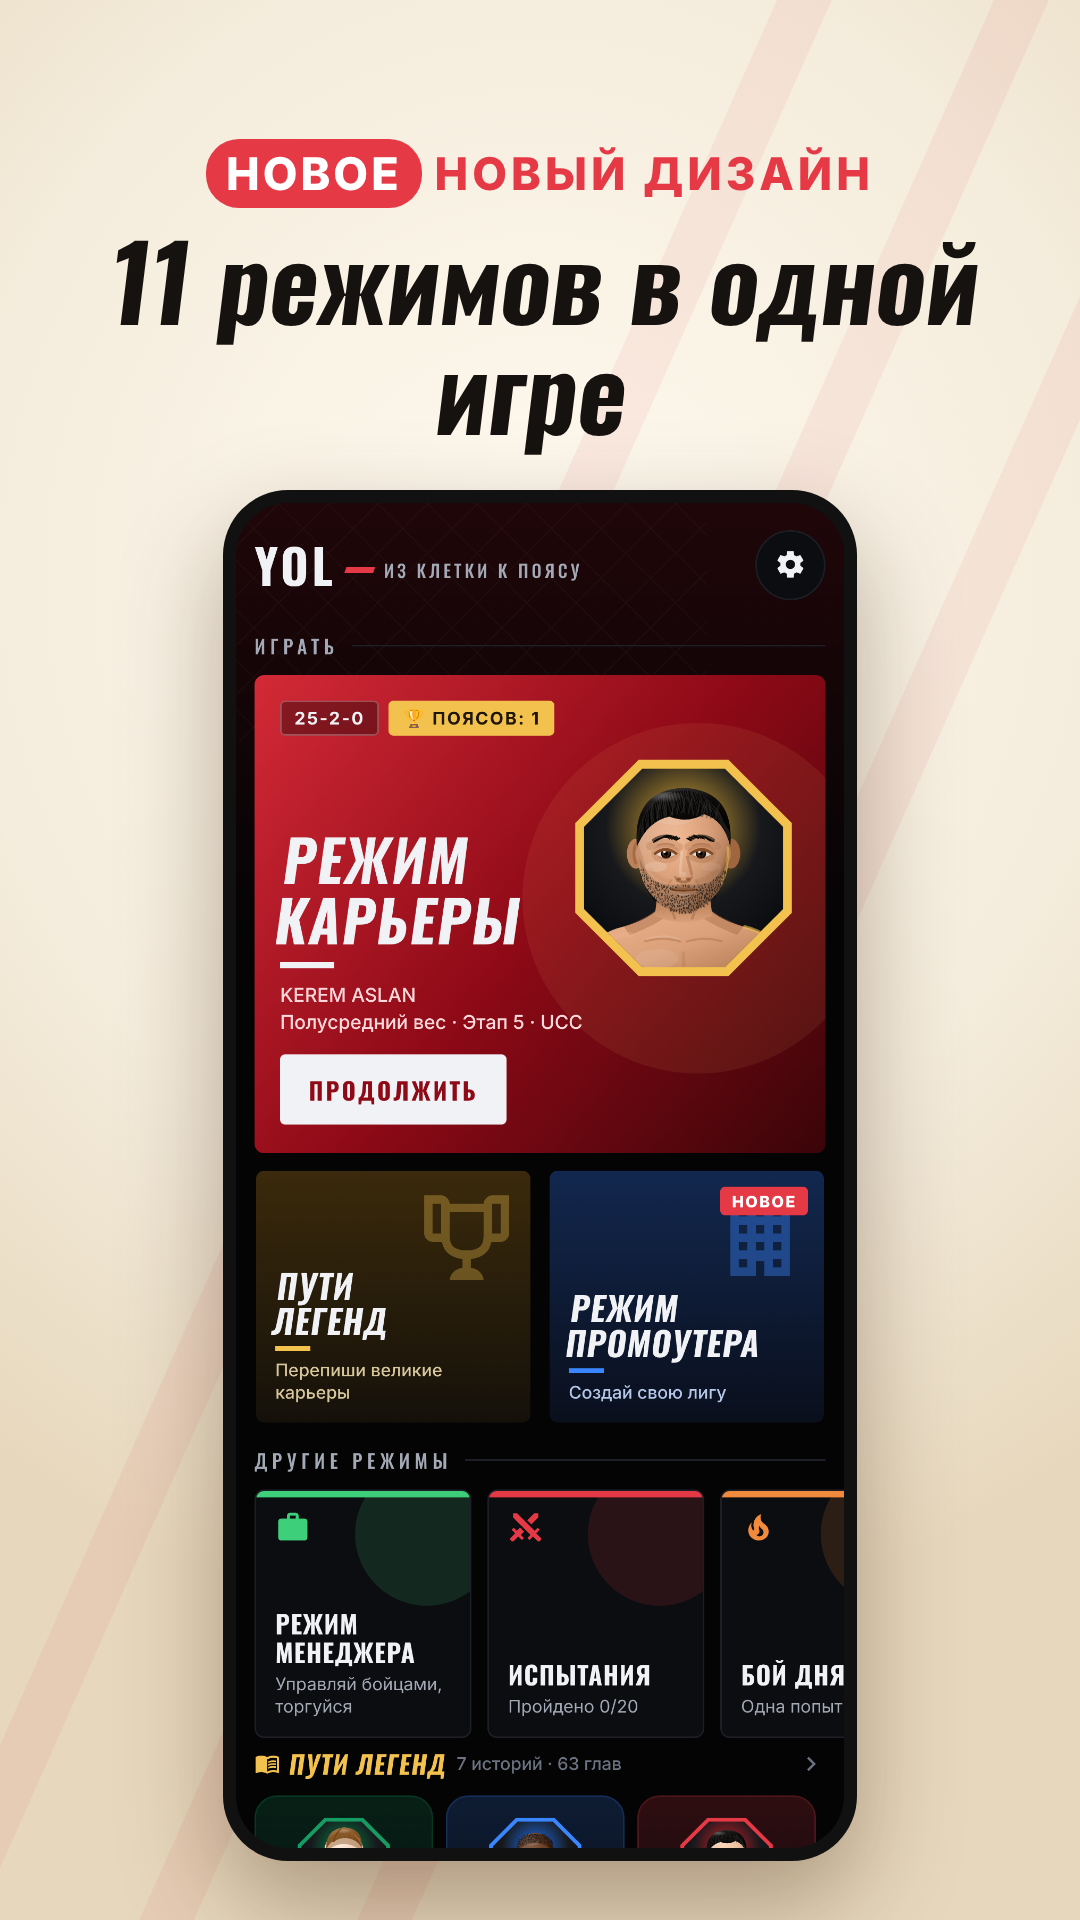 НОВОЕ НОВЫЙ ДИЗАЙН
11 режимов в одной
игре
YOL
ИЗ КЛЕТКИ К ПОЯСУ
ИГРАТЬ
25-2-0
🏆 ПОЯСОВ: 1
РЕЖИМ
КАРЬЕРЫ
KEREM ASLAN
Полусредний вес · Этап 5 · UCC
ПРОДОЛЖИТЬ
ПУТИ
ЛЕГЕНД
Перепиши великие
карьеры
НОВОЕ
РЕЖИМ
ПРОМОУТЕРА
Создай свою лигу
ДРУГИЕ РЕЖИМЫ
РЕЖИМ
МЕНЕДЖЕРА
Управляй бойцами,
торгуйся
ИСПЫТАНИЯ
Пройдено 0/20
БОЙ ДНЯ
Одна попыт
ПУТИ ЛЕГЕНД
7 историй · 63 глав